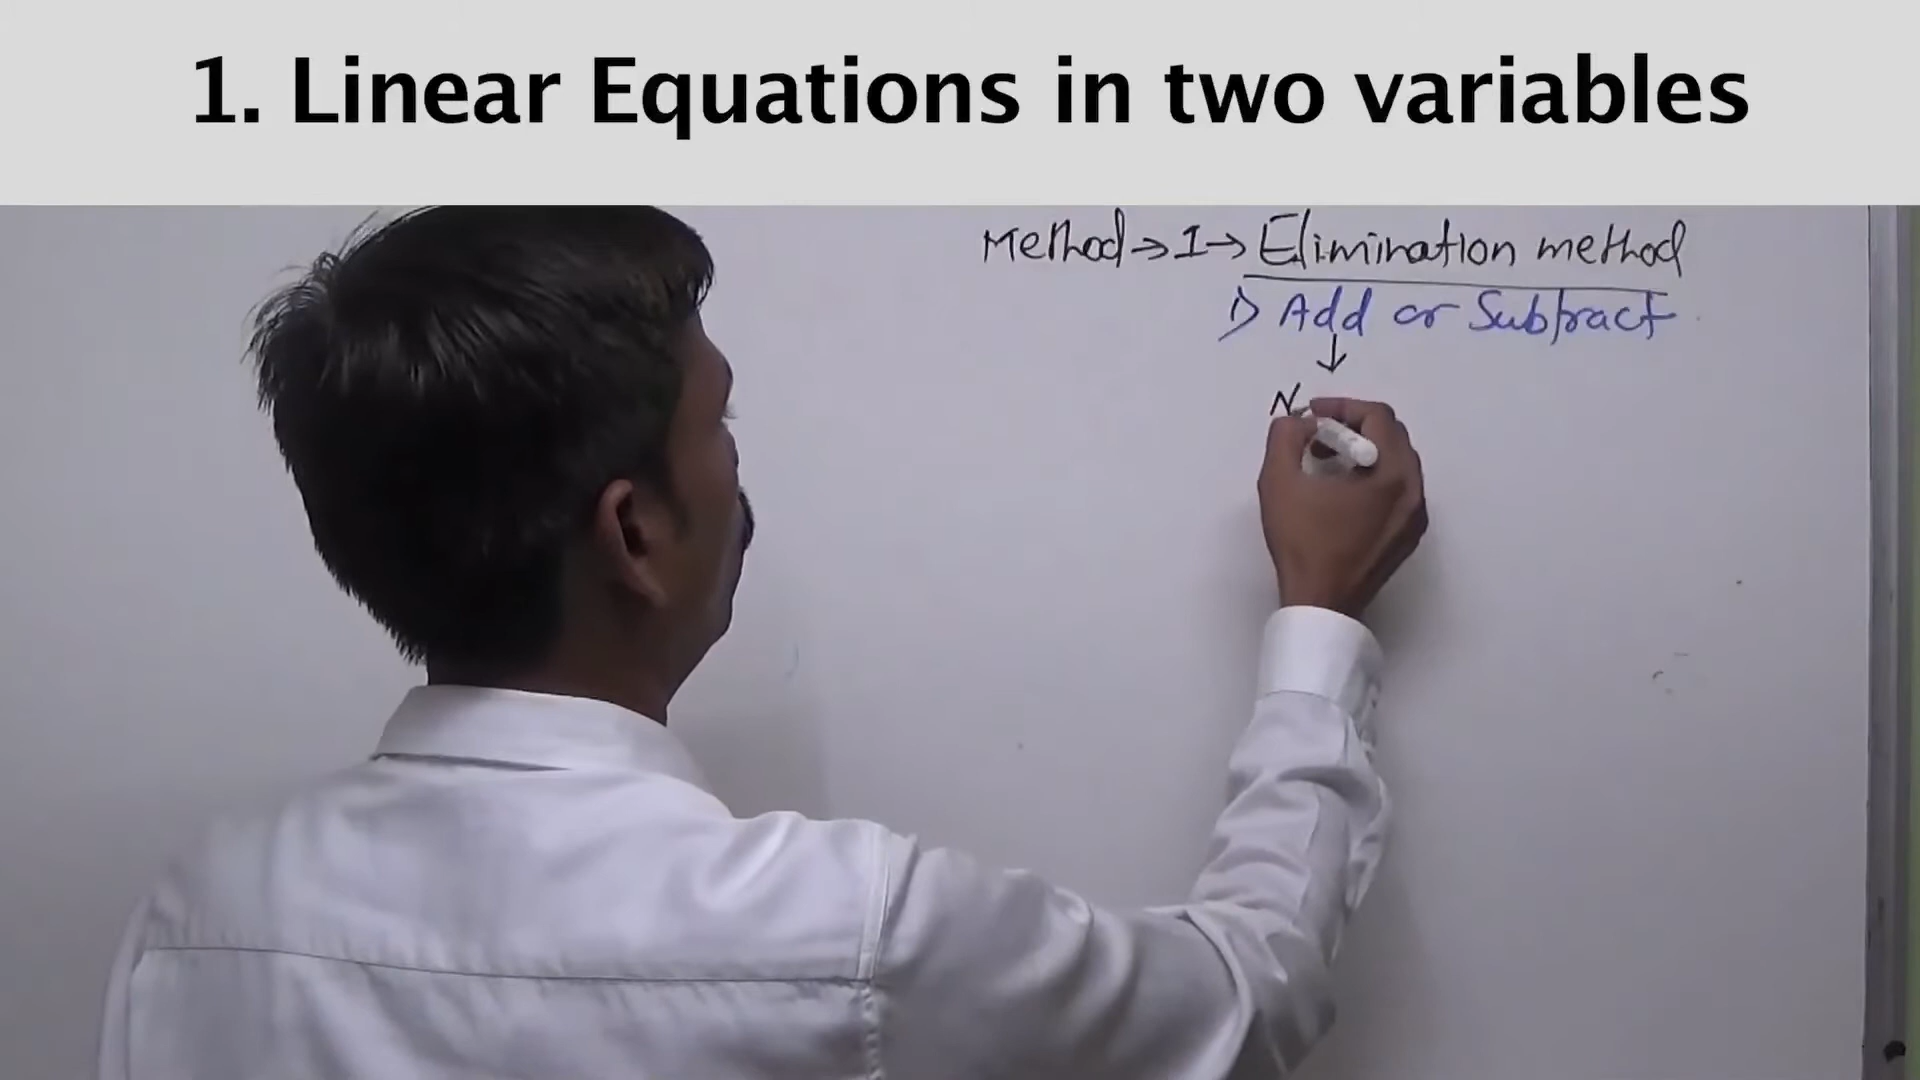 1. Linear Equations in two variables
Method → I → Elimination method
1) Add or Subtract
↓
N